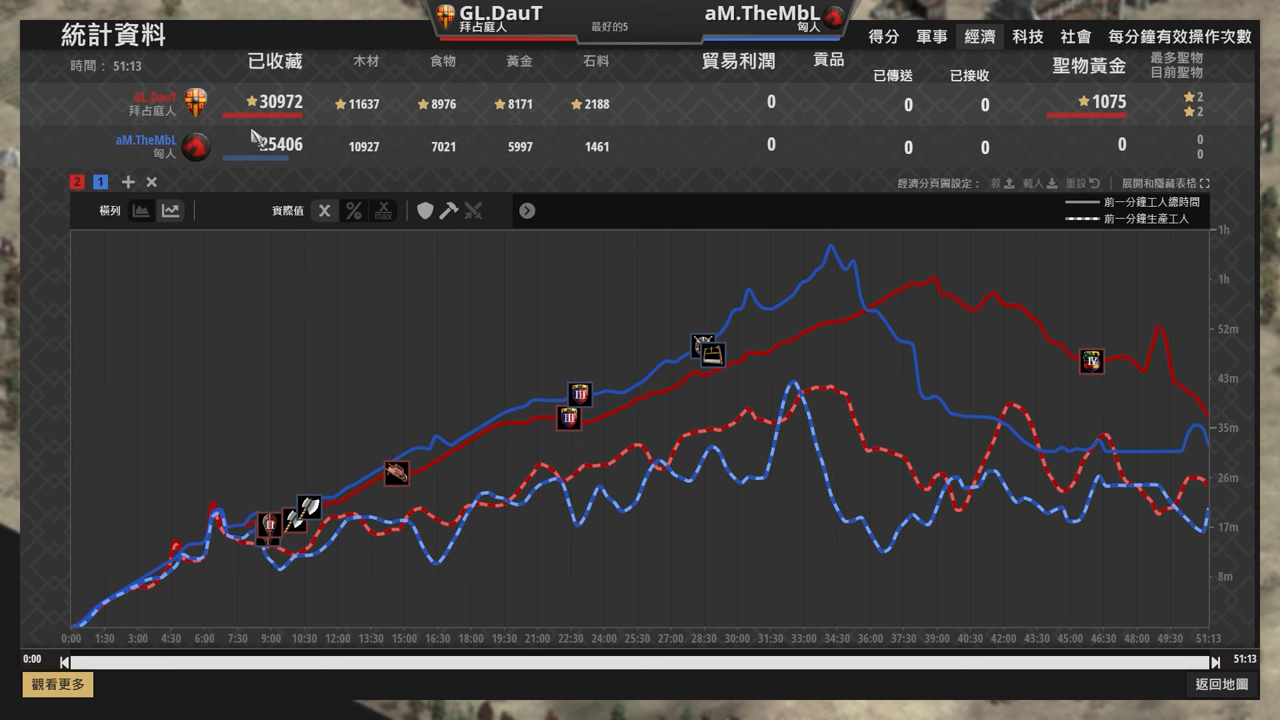 GL.DauT
拜占庭人
最好的5
aM.TheMbL
匈人
統計資料
得分 軍事 經濟 科技 社會 每分鐘有效操作次數
時間： 51:13
已收藏 木材 食物 黃金 石料 貿易利潤 貢品 已傳送 已接收 聖物黃金 最多聖物 目前聖物
GL.DauT
拜占庭人
30972 11637 8976 8171 2188 0 0 0 1075 2 2
aM.TheMbL
匈人
25406 10927 7021 5997 1461 0 0 0 0 0 0
2 1
經濟分頁圖設定： 載入 重設 展開和隱藏表格
橫列 實際值 X % X max
前一分鐘工人總時間
前一分鐘生產工人
II
III
III
IV
1h
1h
52m
43m
35m
26m
17m
8m
0:00 1:30 3:00 4:30 6:00 7:30 9:00 10:30 12:00 13:30 15:00 16:30 18:00 19:30 21:00 22:30 24:00 25:30 27:00 28:30 30:00 31:30 33:00 34:30 36:00 37:30 39:00 40:30 42:00 43:30 45:00 46:30 48:00 49:30 51:13
0:00 51:13
觀看更多 返回地圖